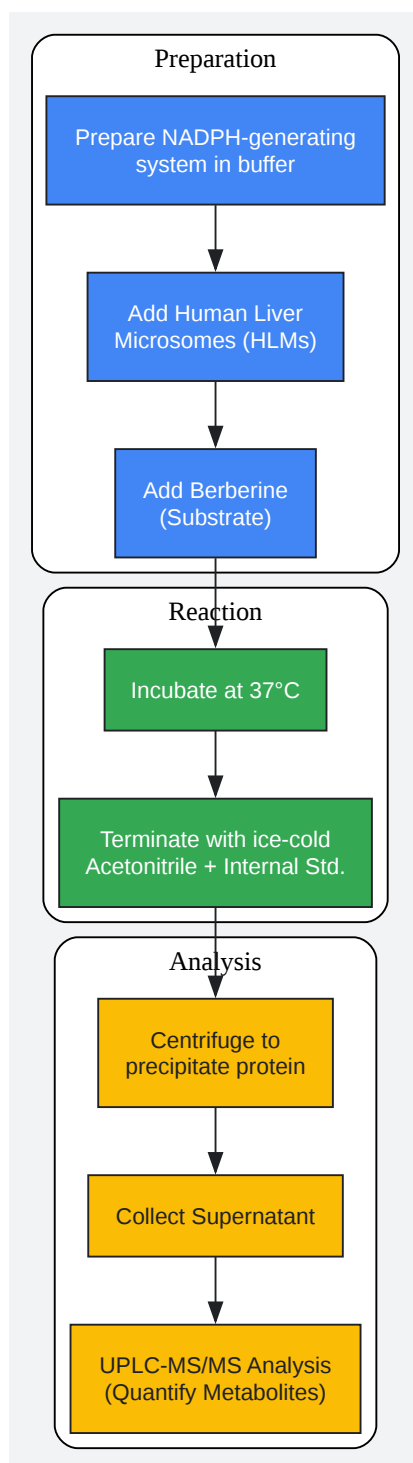 Preparation
Prepare NADPH-generating
system in buffer
Add Human Liver
Microsomes (HLMs)
Add Berberine
(Substrate)
Reaction
Incubate at 37°C
Terminate with ice-cold
Acetonitrile + Internal Std.
Analysis
Centrifuge to
precipitate protein
Collect Supernatant
UPLC-MS/MS Analysis
(Quantify Metabolites)